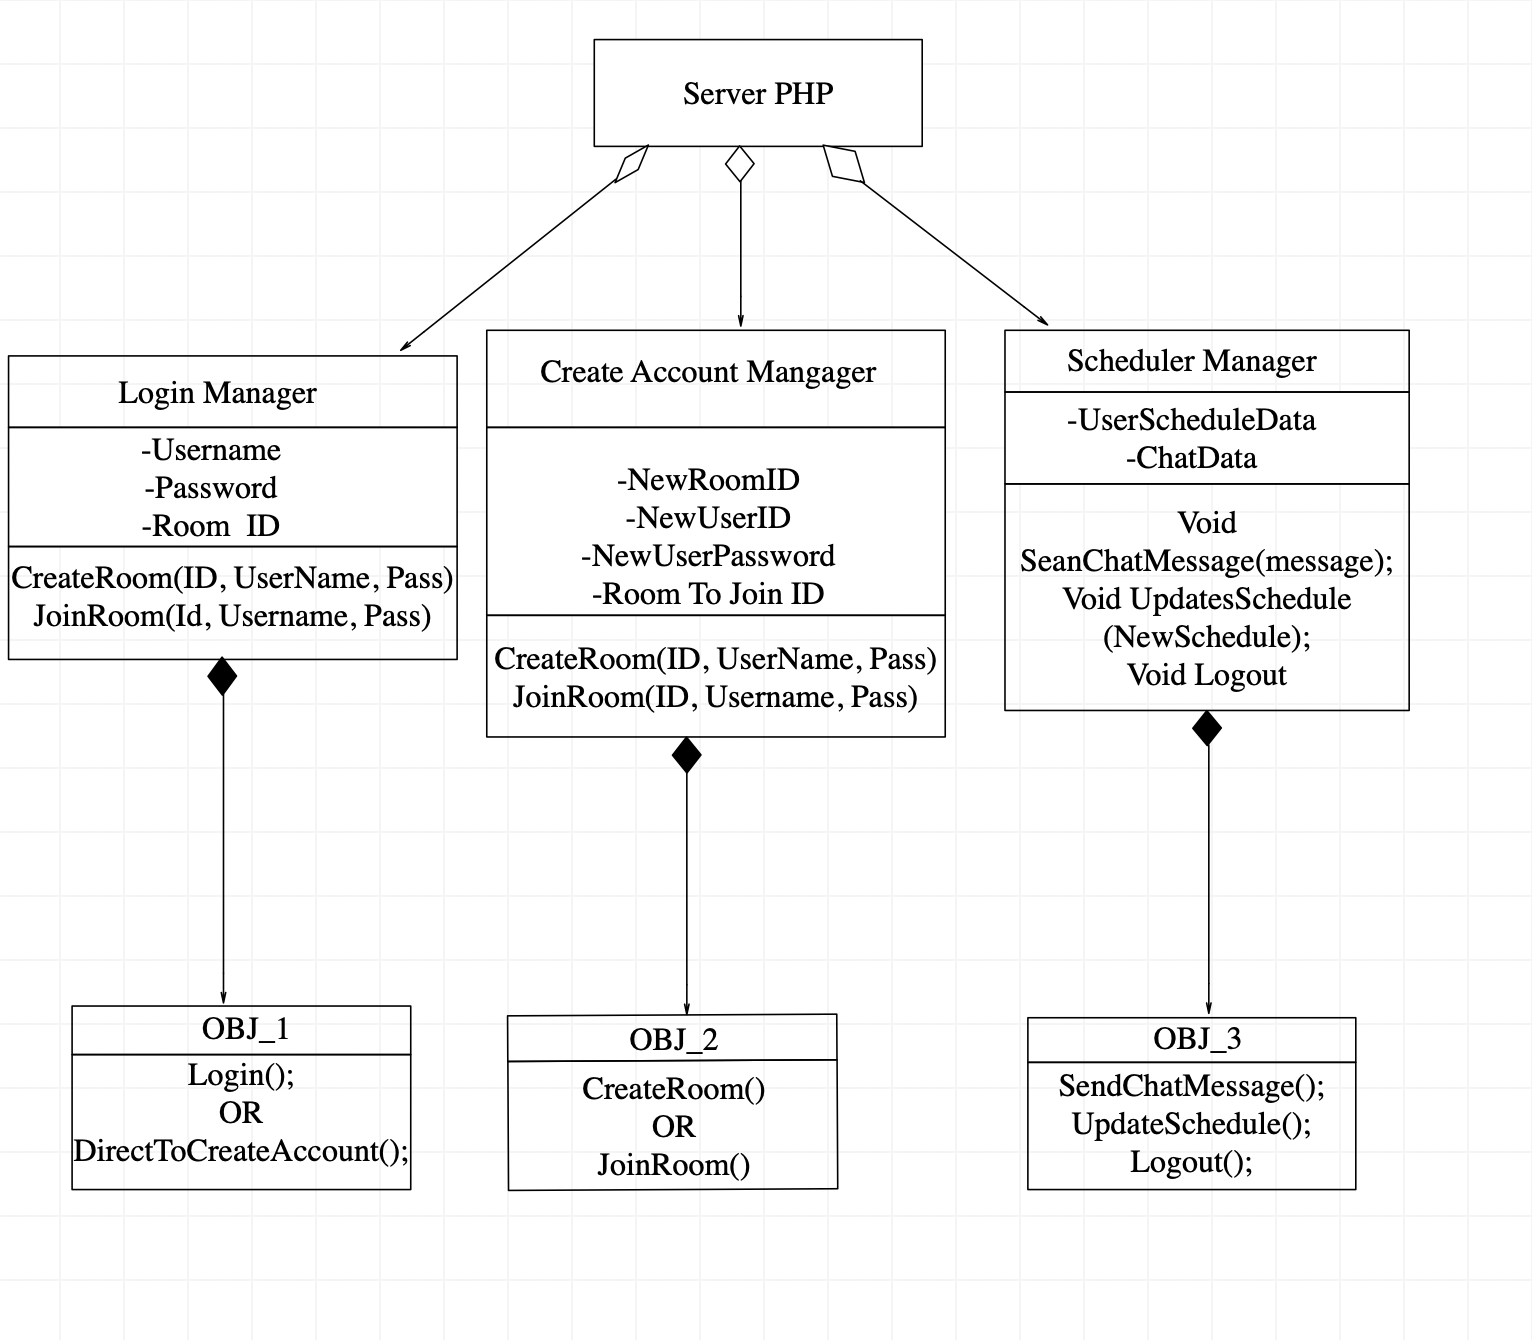 Server PHP
Login Manager
-Username
-Password
-Room  ID
CreateRoom(ID, UserName, Pass)
JoinRoom(Id, Username, Pass)
Create Account Mangager
-NewRoomID
-NewUserID
-NewUserPassword
-Room To Join ID
CreateRoom(ID, UserName, Pass)
JoinRoom(ID, Username, Pass)
Scheduler Manager
-UserScheduleData
-ChatData
Void
SeanChatMessage(message);
Void UpdatesSchedule
(NewSchedule);
Void Logout
OBJ_1
Login();
OR
DirectToCreateAccount();
OBJ_2
CreateRoom()
OR
JoinRoom()
OBJ_3
SendChatMessage();
UpdateSchedule();
Logout();